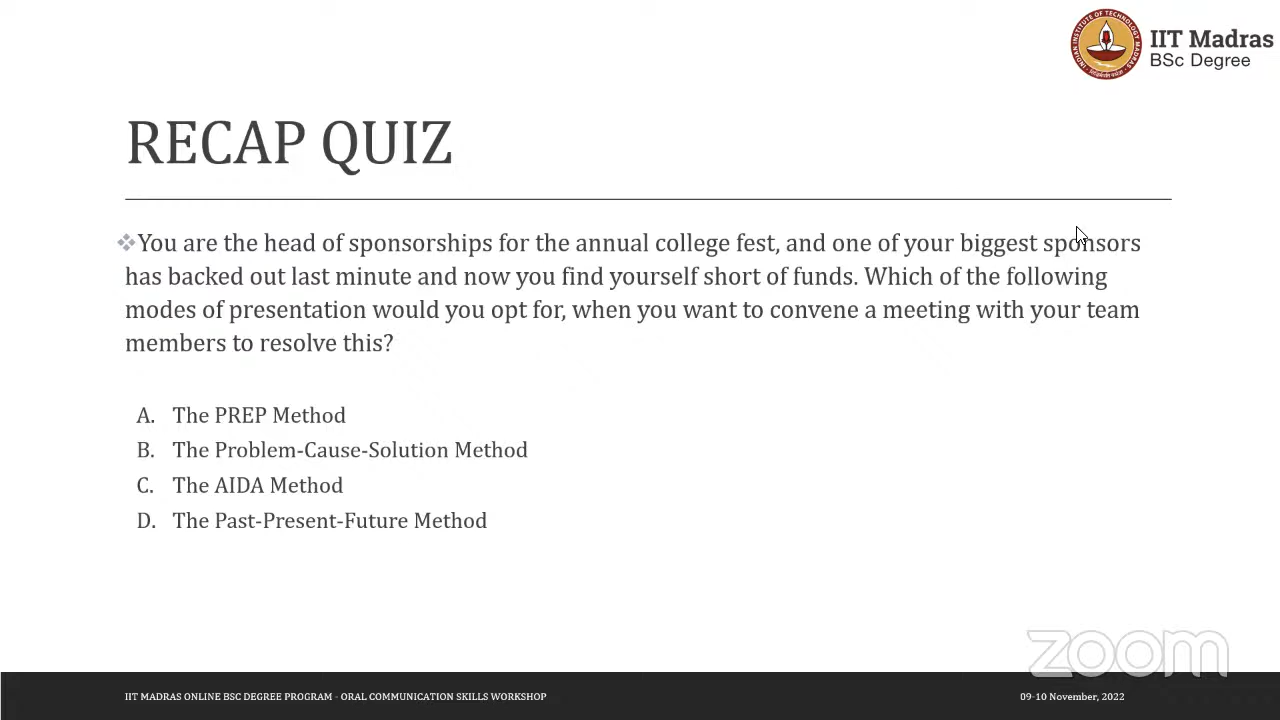 IIT Madras
BSc Degree
RECAP QUIZ
❖You are the head of sponsorships for the annual college fest, and one of your biggest sponsors
has backed out last minute and now you find yourself short of funds. Which of the following
modes of presentation would you opt for, when you want to convene a meeting with your team
members to resolve this?
A. The PREP Method
B. The Problem-Cause-Solution Method
C. The AIDA Method
D. The Past-Present-Future Method
zoom
IIT MADRAS ONLINE BSC DEGREE PROGRAM - ORAL COMMUNICATION SKILLS WORKSHOP
09-10 November, 2022